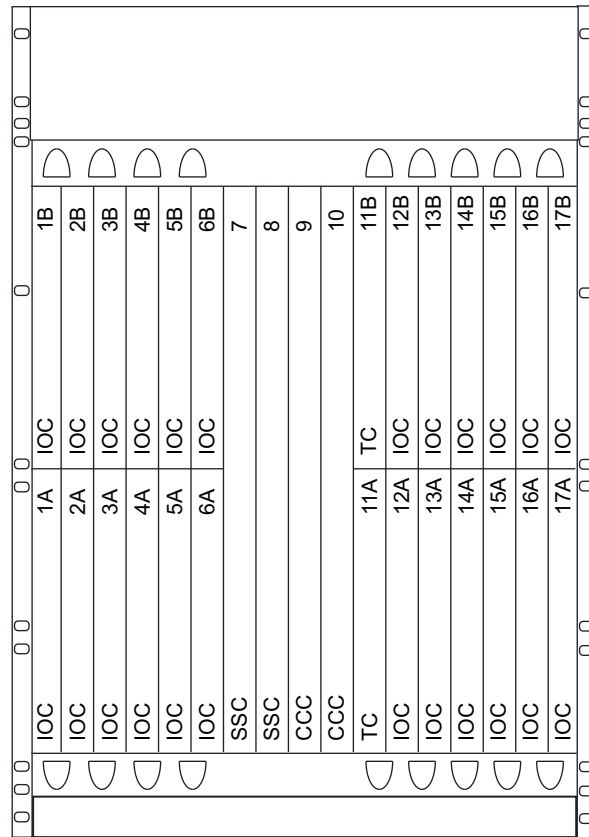 1B
2B
3B
4B
5B
6B
7
8
9
10
11B
12B
13B
14B
15B
16B
17B
IOC
IOC
IOC
IOC
IOC
IOC
TC
IOC
IOC
IOC
IOC
IOC
IOC
1A
2A
3A
4A
5A
6A
11A
12A
13A
14A
15A
16A
17A
IOC
IOC
IOC
IOC
IOC
IOC
SSC
SSC
CCC
CCC
TC
IOC
IOC
IOC
IOC
IOC
IOC